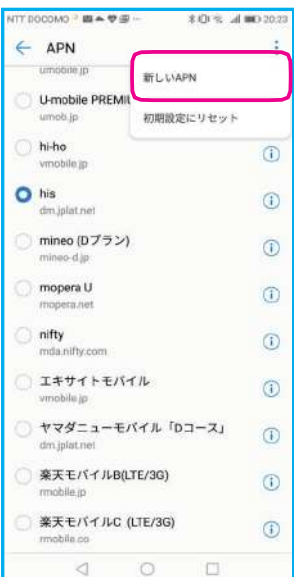 NTT DOCOMO 20:23
← APN
umobile.jp
新しいAPN
U-mobile PREMIU
umob.jp
初期設定にリセット
hi-ho
vmobile.jp
his
dm.jplat.net
mineo (Dプラン)
mineo-d.jp
mopera U
mopera.net
nifty
mda.nifty.com
エキサイトモバイル
vmobile.jp
ヤマダニューモバイル「Dコース」
dm.jplat.net
楽天モバイルB(LTE/3G)
rmobile.jp
楽天モバイルC (LTE/3G)
rmobile.co